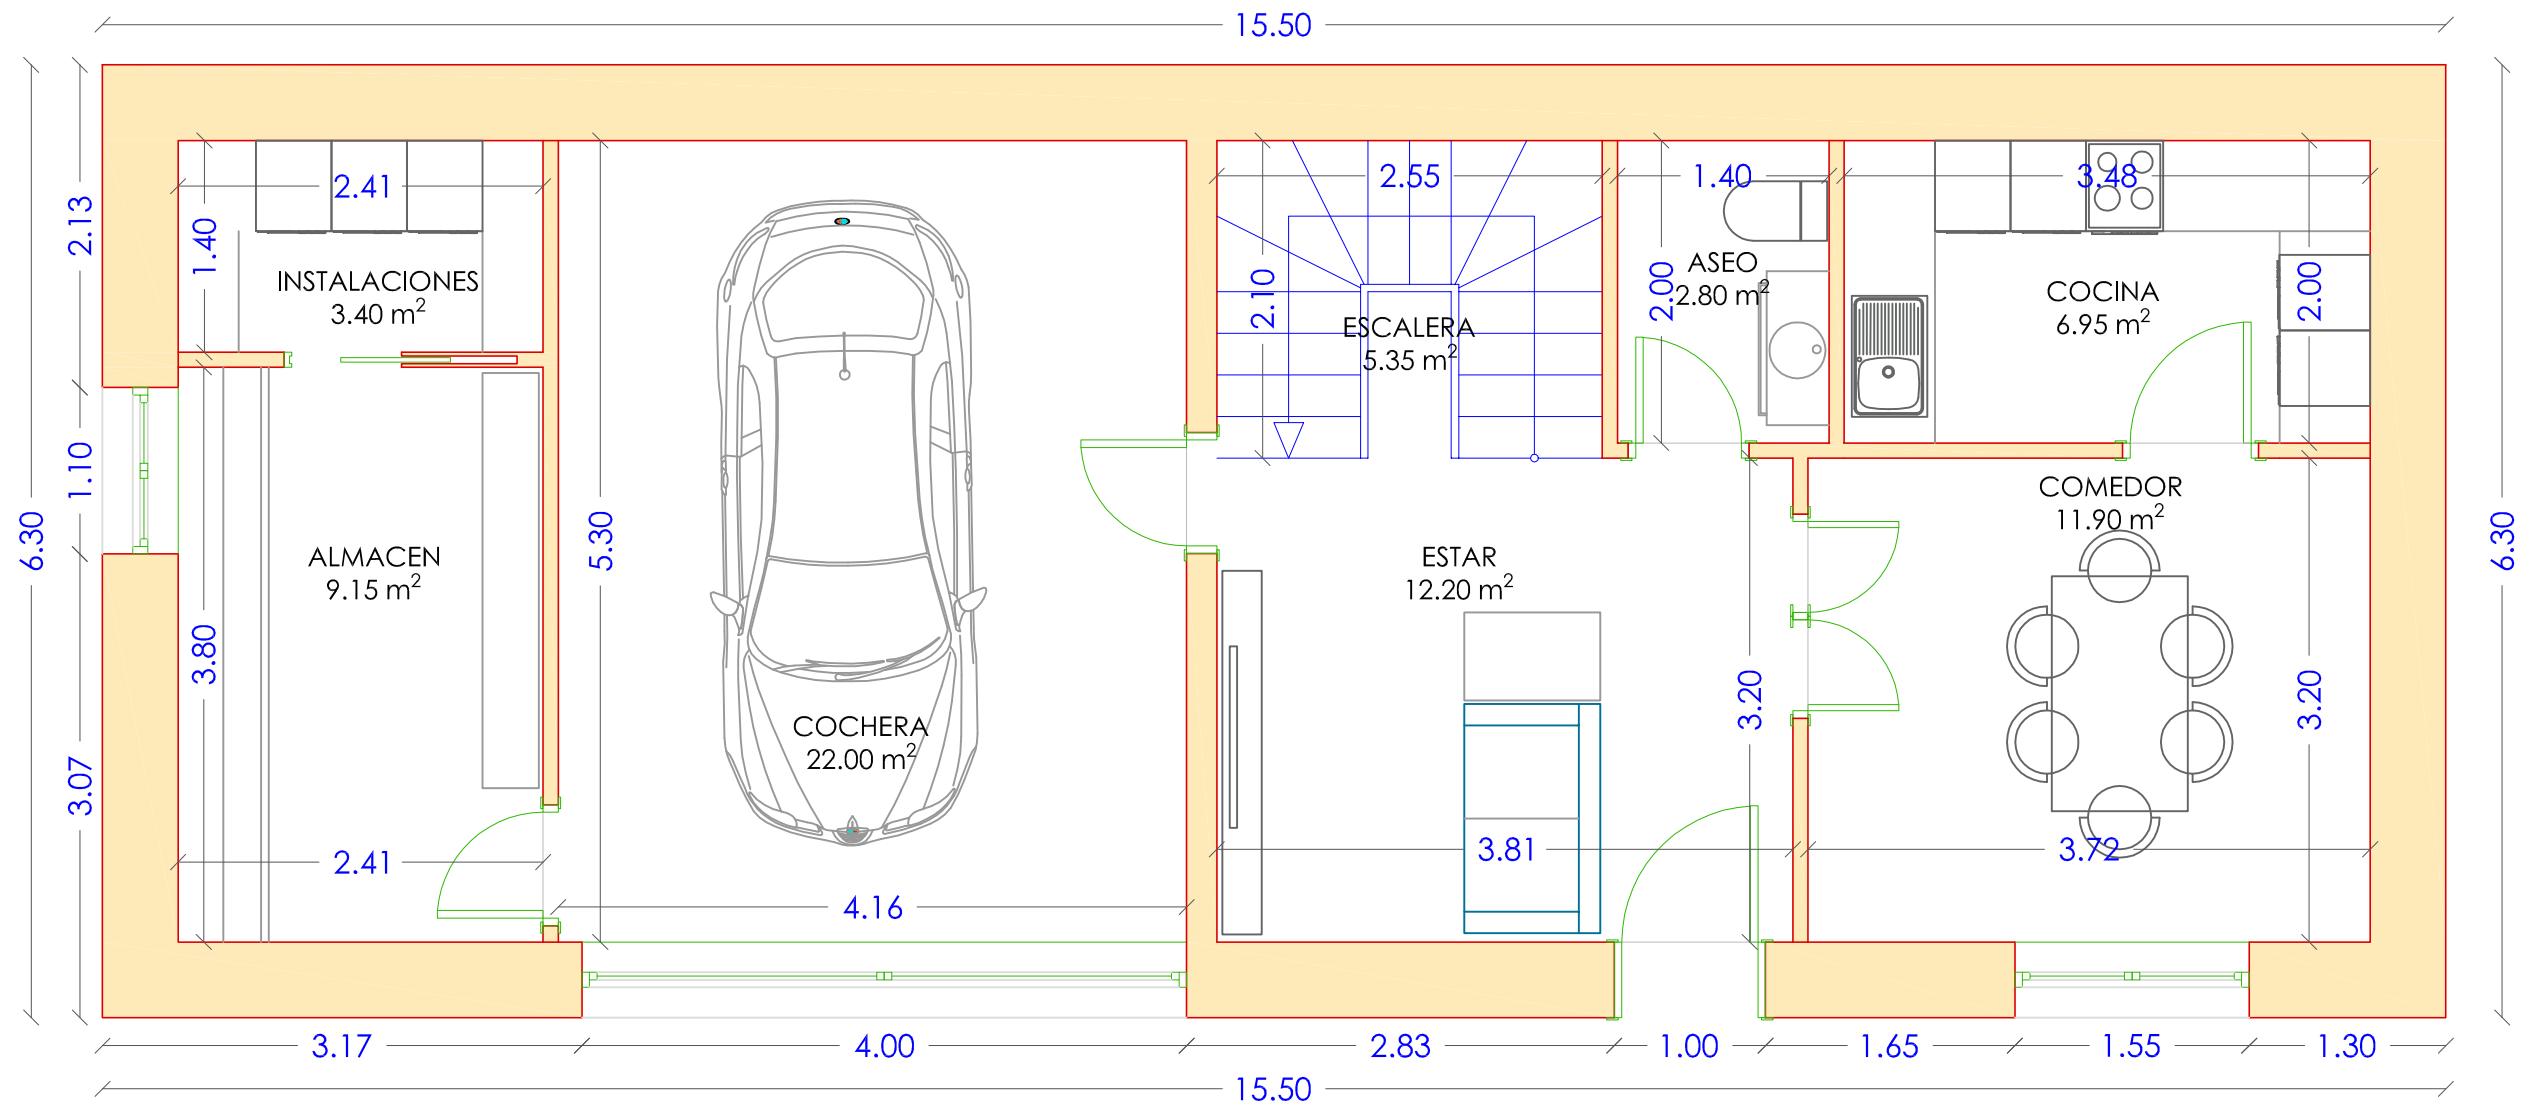 15.50
2.41
2.55
1.40
3.48
2.13
1.40
2.10
2.00
2.00
INSTALACIONES
3.40 m²
ESCALERA
5.35 m²
ASEO
2.80 m²
COCINA
6.95 m²
1.10
6.30
5.30
6.30
ALMACEN
9.15 m²
ESTAR
12.20 m²
COMEDOR
11.90 m²
3.07
3.80
COCHERA
22.00 m²
3.20
3.20
2.41
4.16
3.81
3.72
3.17
4.00
2.83
1.00
1.65
1.55
1.30
15.50